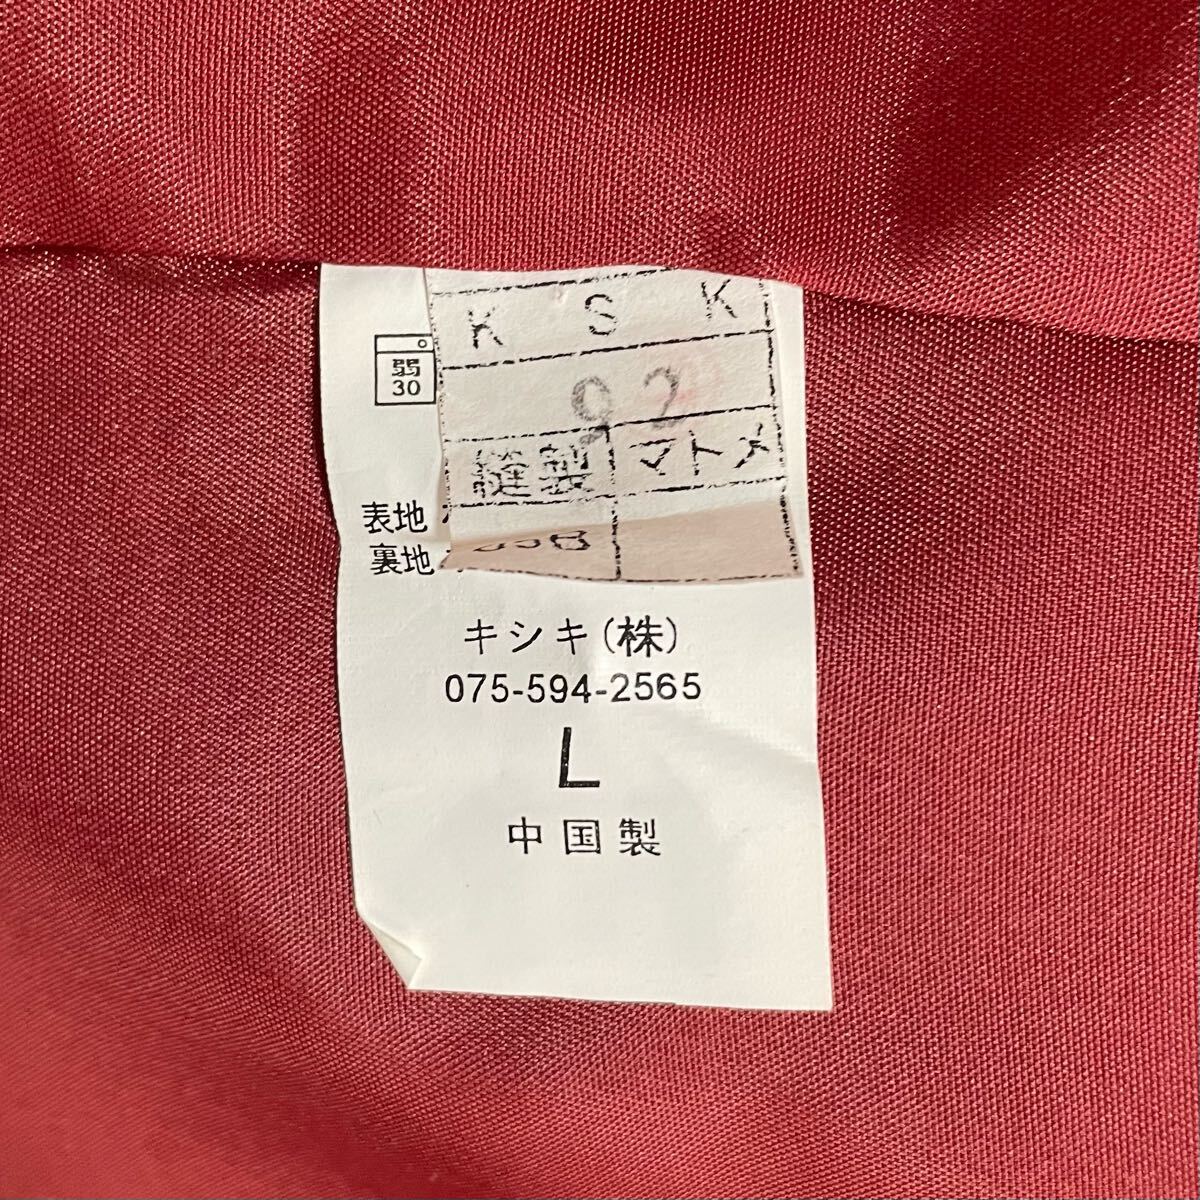 K S K
弱
30
92
縫製 マトメ
表地
裏地
キシキ(株)
075-594-2565
L
中国製